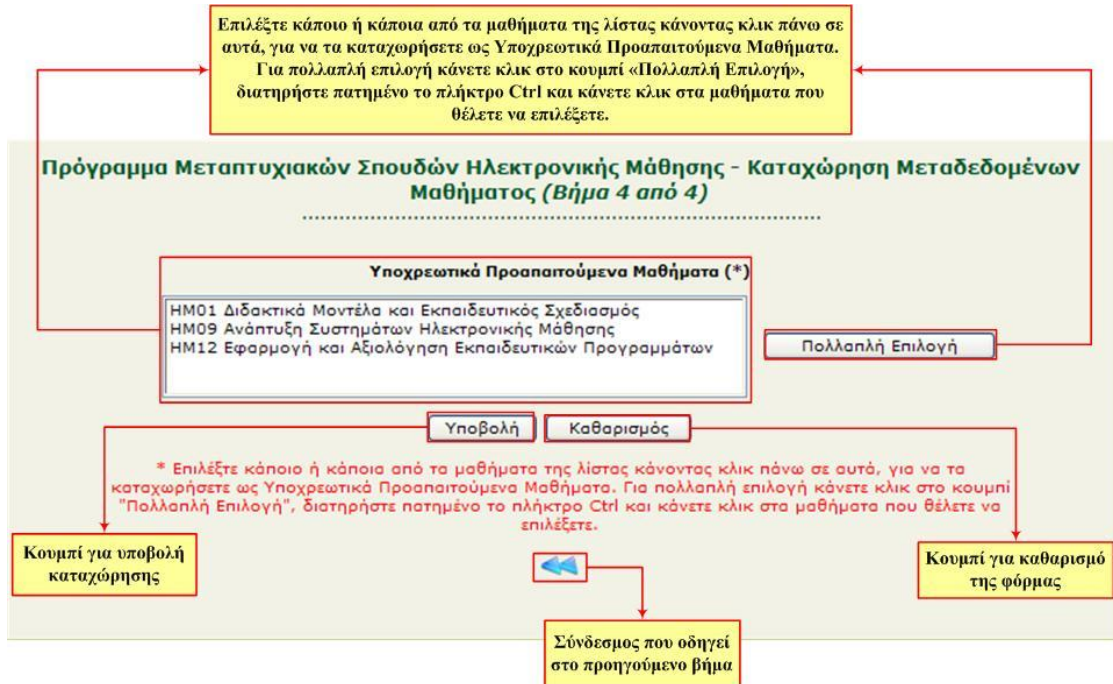 Επιλέξτε κάποιο ή κάποια από τα μαθήματα της λίστας κάνοντας κλικ πάνω σε
αυτά, για να τα καταχωρήσετε ως Υποχρεωτικά Προαπαιτούμενα Μαθήματα.
Για πολλαπλή επιλογή κάνετε κλικ στο κουμπί «Πολλαπλή Επιλογή»,
διατηρήστε πατημένο το πλήκτρο Ctrl και κάνετε κλικ στα μαθήματα που
θέλετε να επιλέξετε.
Πρόγραμμα Μεταπτυχιακών Σπουδών Ηλεκτρονικής Μάθησης - Καταχώρηση Μεταδεδομένων
Μαθήματος (Βήμα 4 από 4)
Υποχρεωτικά Προαπαιτούμενα Μαθήματα (*)
ΗΜ01 Διδακτικά Μοντέλα και Εκπαιδευτικός Σχεδιασμός
ΗΜ09 Ανάπτυξη Συστημάτων Ηλεκτρονικής Μάθησης
ΗΜ12 Εφαρμογή και Αξιολόγηση Εκπαιδευτικών Προγραμμάτων
Πολλαπλή Επιλογή
Υποβολή Καθαρισμός
* Επιλέξτε κάποιο ή κάποια από τα μαθήματα της λίστας κάνοντας κλικ πάνω σε αυτά, για να τα
καταχωρήσετε ως Υποχρεωτικά Προαπαιτούμενα Μαθήματα. Για πολλαπλή επιλογή κάνετε κλικ στο κουμπί
"Πολλαπλή Επιλογή", διατηρήστε πατημένο το πλήκτρο Ctrl και κάνετε κλικ στα μαθήματα που θέλετε να
επιλέξετε.
Κουμπί για υποβολή
καταχώρησης
Κουμπί για καθαρισμό
της φόρμας
Σύνδεσμος που οδηγεί
στο προηγούμενο βήμα